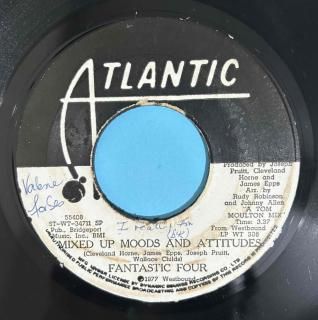 ATLANTIC
Valerie
55408
ST-WT-34711 SP
Pub., Bridgeport
Music Inc., BMI
Produced by Joseph
Pruitt, Cleveland
Horne and
James Epps
Arr. by
Rudy Robinson
and Johnny Allen
"A TOM
MOULTON MIX"
Time: 3.37
From Westbound
LP WT 306
I really
MIXED UP MOODS AND ATTITUDES
(Cleveland Horne, James Epps, Joseph Pruitt,
Wallace Childs)
FANTASTIC FOUR
℗1977 Westbound